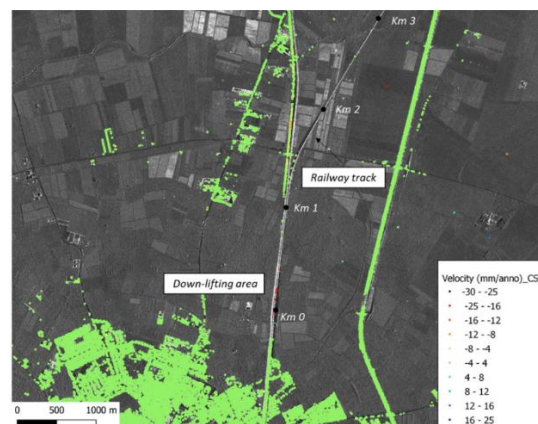 Km 3
Km 2
Railway track
Km 1
Down-lifting area
Km 0
Velocity (mm/anno)_CS
-30 - -25
-25 - -16
-16 - -12
-12 - -8
-8 - -4
-4 - 4
4 - 8
8 - 12
12 - 16
16 - 25
0 500 1000 m